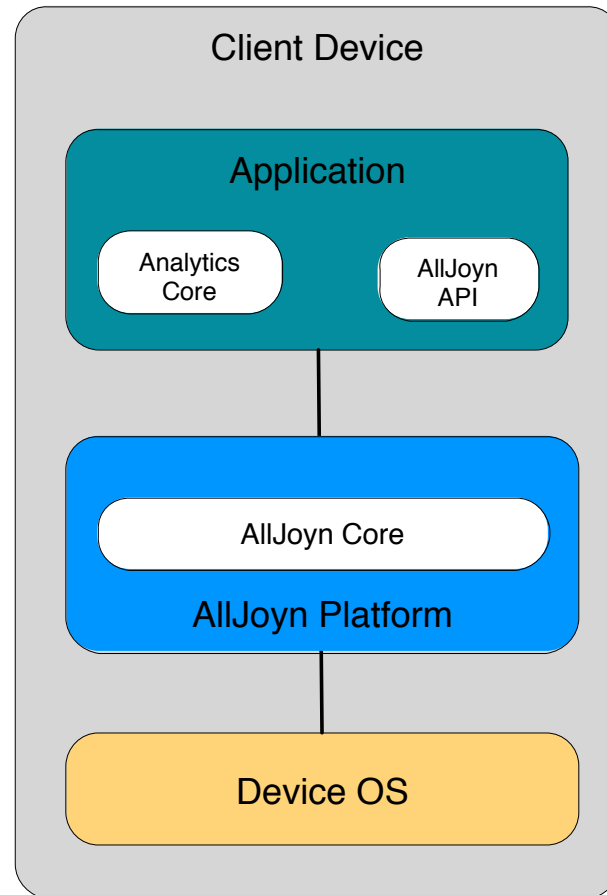 Client Device
Application
Analytics
Core
AllJoyn
API
AllJoyn Core
AllJoyn Platform
Device OS